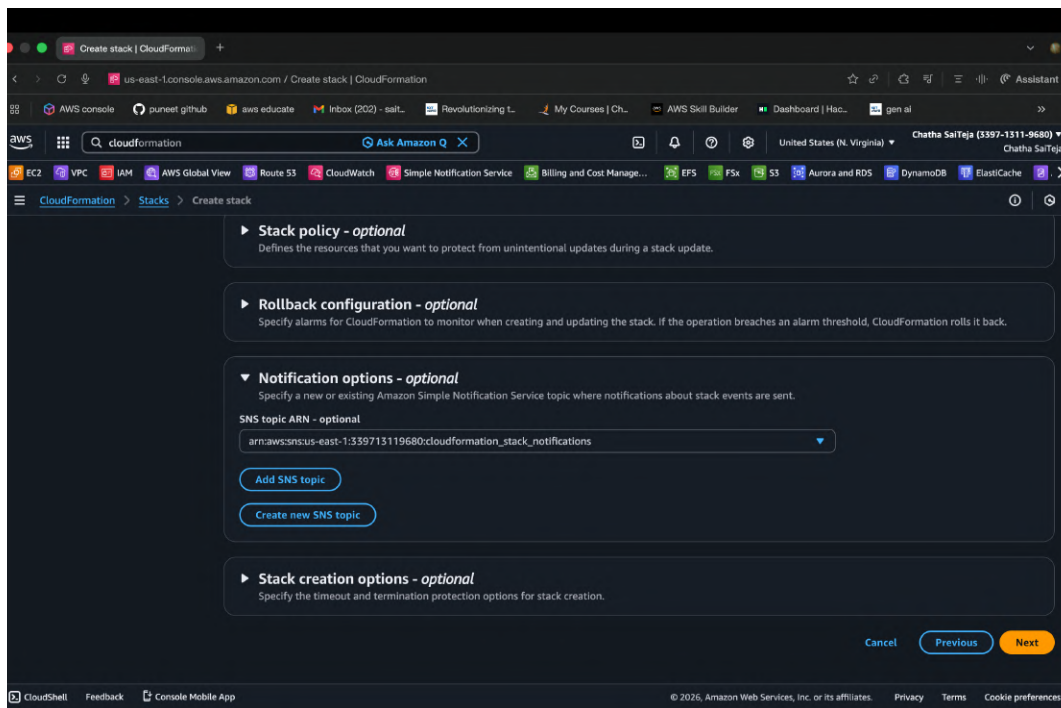 Create stack | CloudFormati
us-east-1.console.aws.amazon.com / Create stack | CloudFormation
Assistant
AWS console
puneet github
aws educate
Inbox (202) - sait...
Revolutionizing t...
My Courses | Ch...
AWS Skill Builder
Dashboard | Hac...
gen ai
»
aws
cloudformation
Ask Amazon Q
United States (N. Virginia)
Chatha SaiTeja (3397-1311-9680)
Chatha SaiTeja
EC2
VPC
IAM
AWS Global View
Route 53
CloudWatch
Simple Notification Service
Billing and Cost Manage...
EFS
FSx
S3
Aurora and RDS
DynamoDB
ElastiCache
CloudFormation > Stacks > Create stack
Stack policy - optional
Defines the resources that you want to protect from unintentional updates during a stack update.
Rollback configuration - optional
Specify alarms for CloudFormation to monitor when creating and updating the stack. If the operation breaches an alarm threshold, CloudFormation rolls it back.
Notification options - optional
Specify a new or existing Amazon Simple Notification Service topic where notifications about stack events are sent.
SNS topic ARN - optional
arn:aws:sns:us-east-1:339713119680:cloudformation_stack_notifications
Add SNS topic
Create new SNS topic
Stack creation options - optional
Specify the timeout and termination protection options for stack creation.
Cancel
Previous
Next
CloudShell
Feedback
Console Mobile App
© 2026, Amazon Web Services, Inc. or its affiliates.
Privacy
Terms
Cookie preferences